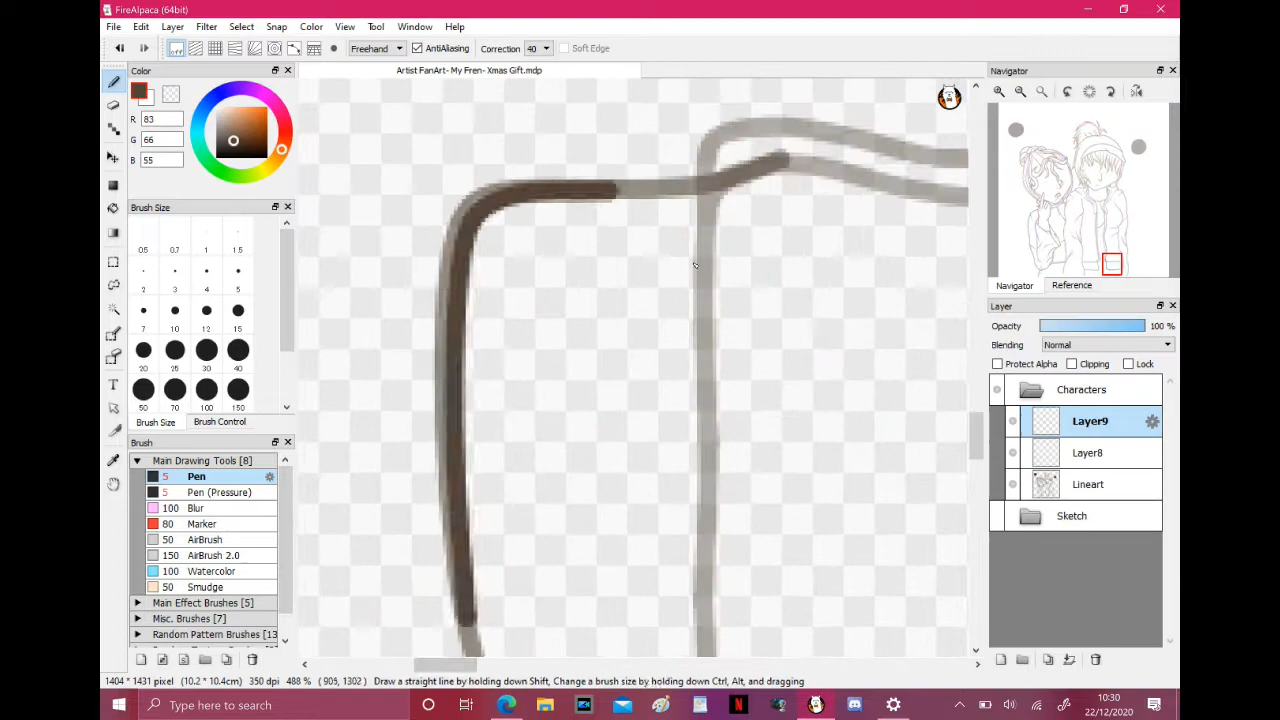 FireAlpaca (64bit)
File Edit Layer Filter Select Snap Color View Tool Window Help
off Freehand AntiAliasing Correction 40 Soft Edge
Color
Artist FanArt- My Fren- Xmas Gift.mdp
Navigator
R 83
G 66
B 55
Brush Size
0.5 1 1.5
2 3 4 5
7 10 12 15
20 25 30 40
50 70 100 150
Brush Size Brush Control
Navigator Reference
Layer
Opacity 100 %
Blending Normal
Protect Alpha Clipping Lock
Characters
Layer9
Layer8
Lineart
Sketch
Brush
Main Drawing Tools [8]
5 Pen
5 Pen (Pressure)
100 Blur
80 Marker
50 AirBrush
150 AirBrush 2.0
100 Watercolor
50 Smudge
Main Effect Brushes [5]
Misc. Brushes [7]
Random Pattern Brushes [13
1404 * 1431 pixel (10.2 * 10.4cm) 350 dpi 488 % ( 905, 1302 ) Draw a straight line by holding down Shift, Change a brush size by holding down Ctrl, Alt, and dragging
Type here to search
10:30
22/12/2020